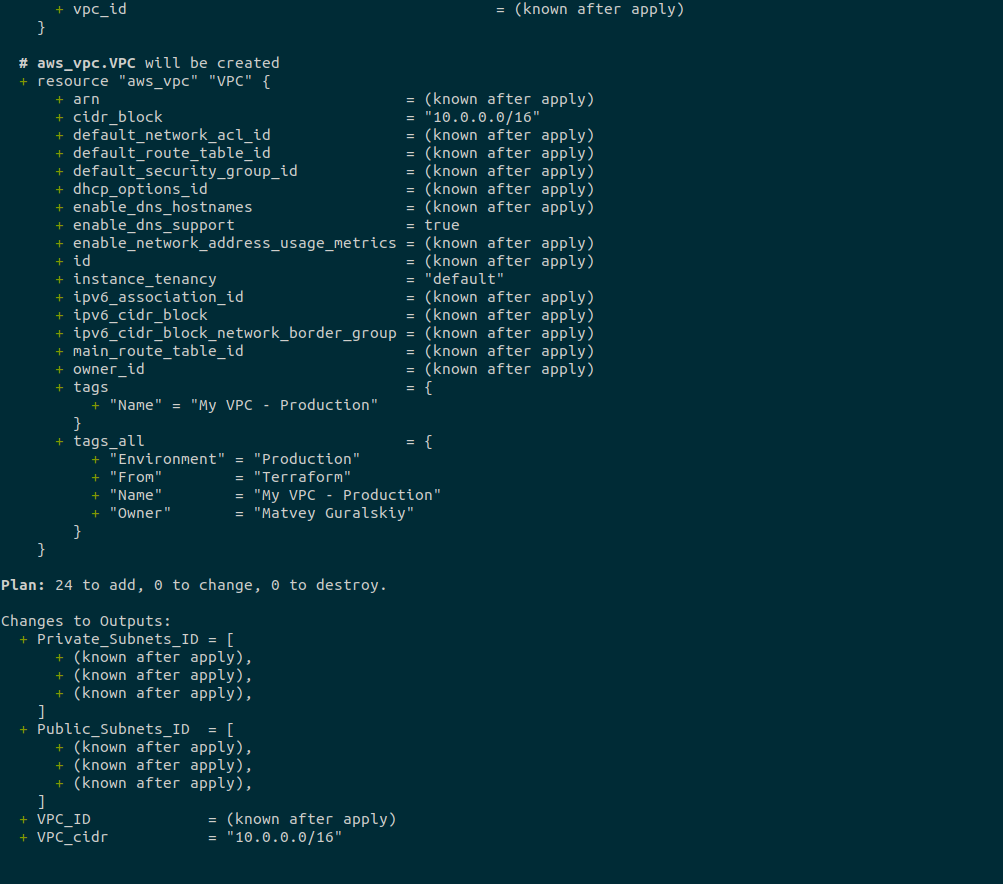 + vpc_id                                         = (known after apply)
    }

  # aws_vpc.VPC will be created
  + resource "aws_vpc" "VPC" {
      + arn                                  = (known after apply)
      + cidr_block                           = "10.0.0.0/16"
      + default_network_acl_id               = (known after apply)
      + default_route_table_id               = (known after apply)
      + default_security_group_id            = (known after apply)
      + dhcp_options_id                      = (known after apply)
      + enable_dns_hostnames                 = (known after apply)
      + enable_dns_support                   = true
      + enable_network_address_usage_metrics = (known after apply)
      + id                                   = (known after apply)
      + instance_tenancy                     = "default"
      + ipv6_association_id                  = (known after apply)
      + ipv6_cidr_block                      = (known after apply)
      + ipv6_cidr_block_network_border_group = (known after apply)
      + main_route_table_id                  = (known after apply)
      + owner_id                             = (known after apply)
      + tags                                 = {
          + "Name" = "My VPC - Production"
        }
      + tags_all                             = {
          + "Environment" = "Production"
          + "From"        = "Terraform"
          + "Name"        = "My VPC - Production"
          + "Owner"       = "Matvey Guralskiy"
        }
    }

Plan: 24 to add, 0 to change, 0 to destroy.

Changes to Outputs:
  + Private_Subnets_ID = [
      + (known after apply),
      + (known after apply),
      + (known after apply),
    ]
  + Public_Subnets_ID  = [
      + (known after apply),
      + (known after apply),
      + (known after apply),
    ]
  + VPC_ID             = (known after apply)
  + VPC_cidr           = "10.0.0.0/16"